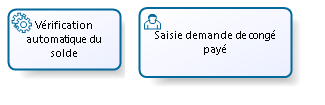 Vérification
automatique du
solde
Saisie demande de congé
payé